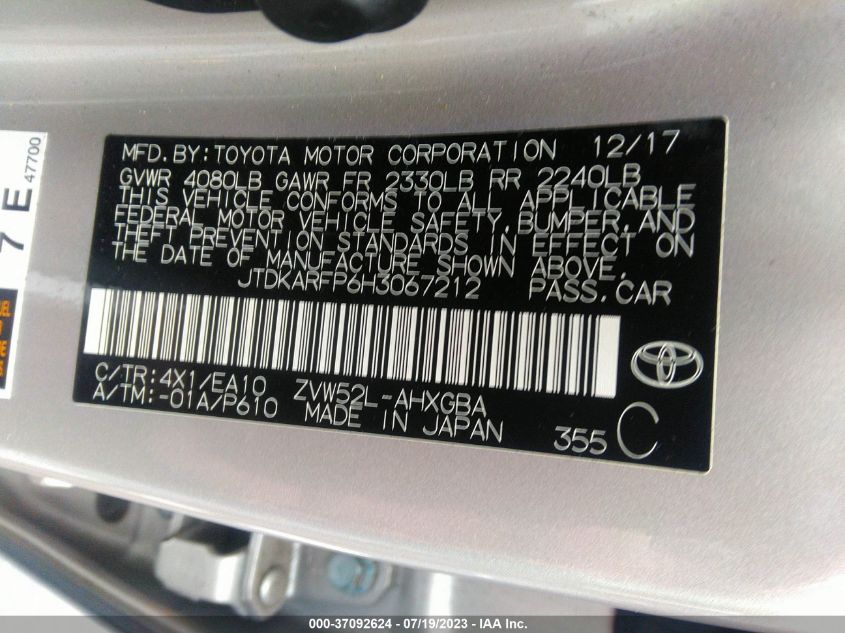 MFD.BY:TOYOTA MOTOR CORPORATION 12/17
GVWR 4080LB GAWR FR 2330LB RR 2240LB
THIS VEHICLE CONFORMS TO ALL APPLICABLE
FEDERAL MOTOR VEHICLE SAFETY,BUMPER,AND
THEFT PREVENTION STANDARDS IN EFFECT ON
THE DATE OF MANUFACTURE SHOWN ABOVE.
JTDKARFP6H3067212 PASS.CAR
C/TR:4X1/EA10 ZVW52L-AHXGBA
A/TM:-01A/P610 MADE IN JAPAN 355 C
7 E
47700
000-37092624 - 07/19/2023 - IAA Inc.